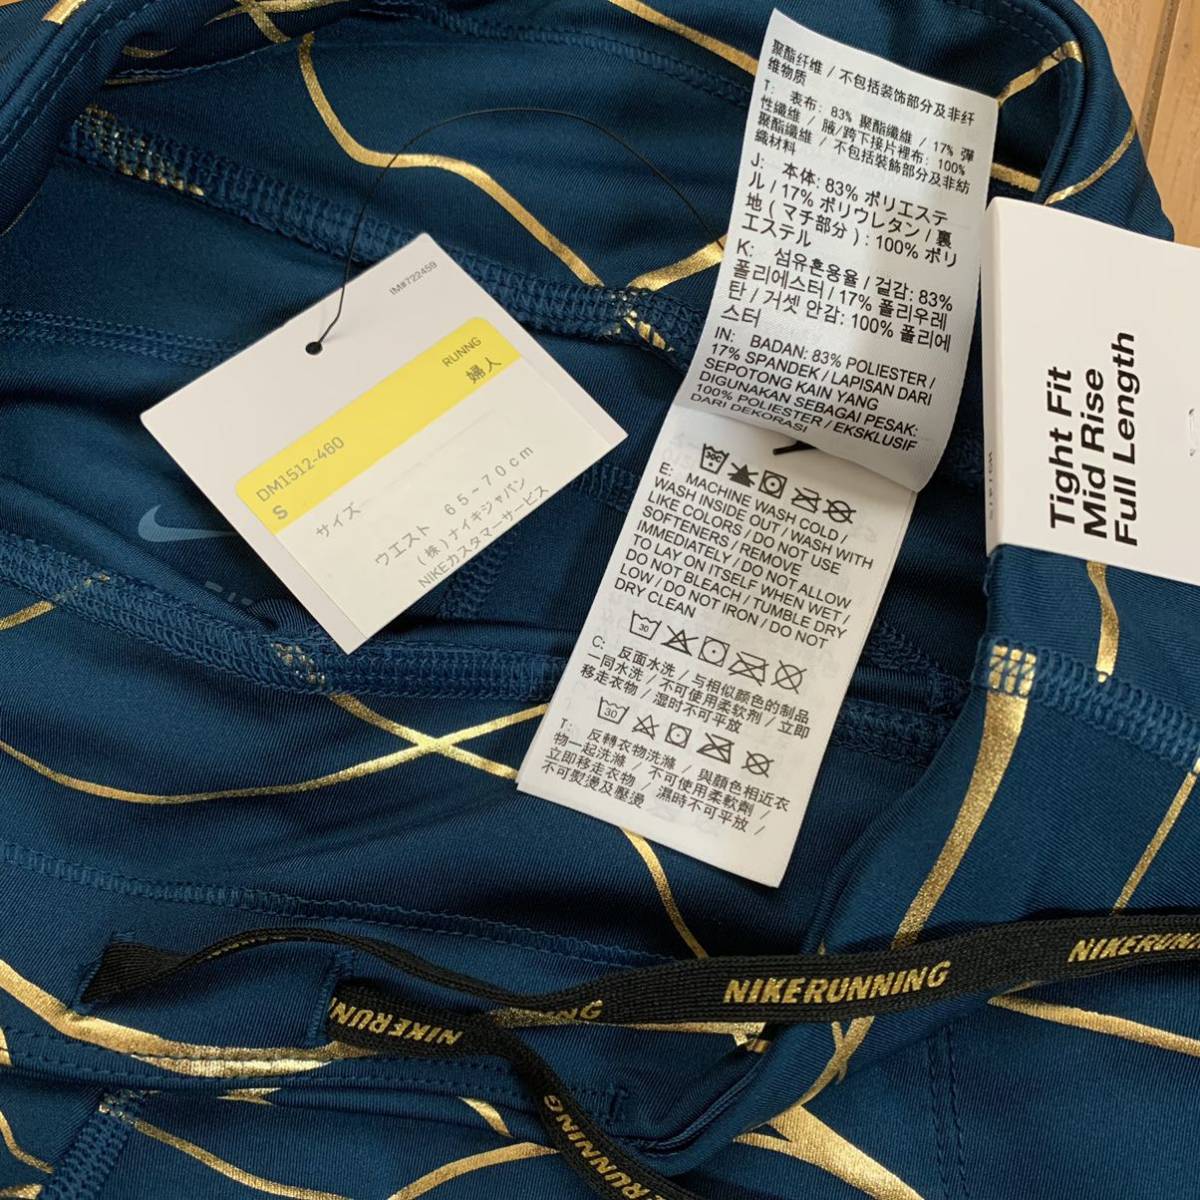 聚酯纤维 / 不包括装饰部分及非纤
维物质
T: 表布: 83% 聚酯纖維 / 17% 彈
性纖維 / 腋/跨下接片裡布: 100%
聚酯纖維 / 不包括裝飾部分及非紡
織材料
J: 本体: 83% ポリエステ
ル / 17% ポリウレタン / 裏
地 ( マチ部分 ) : 100% ポリ
エステル
K: 섬유혼용율 / 겉감: 83%
폴리에스터 / 17% 폴리우레
탄 / 거셋 안감: 100% 폴리에
스터
IN: BADAN: 83% POLIESTER /
17% SPANDEK / LAPISAN DARI
SEPOTONG KAIN YANG
DIGUNAKAN SEBAGAI PESAK:
100% POLIESTER / EKSKLUSIF
DARI DEKORASI
30C
E: MACHINE WASH COLD /
WASH INSIDE OUT / WASH WITH
LIKE COLORS / DO NOT USE
SOFTENERS / REMOVE
IMMEDIATELY / DO NOT ALLOW
TO LAY ON ITSELF WHEN WET /
DO NOT BLEACH / TUMBLE DRY
LOW / DO NOT IRON / DO NOT
DRY CLEAN
30
C: 反面水洗 / 与相似颜色的制品
一同水洗 / 不可使用柔软剂 / 立即
移走衣物 / 湿时不可平放
30
T: 反轉衣物洗滌 / 與顏色相近衣
物一起洗滌 / 不可使用柔軟劑 /
立即移走衣物 / 濕時不可平放 /
不可熨燙及壓燙
IM#722459
RUNNG
婦人
DM1512-460
S
サイズ
ウエスト 65-70cm
(株)ナイキジャパン
NIKEカスタマーサービス
Tight Fit
Mid Rise
Full Length
NIKERUNNING
NIKERUNN
NIKERUN
NING
NIKE
RUNNING